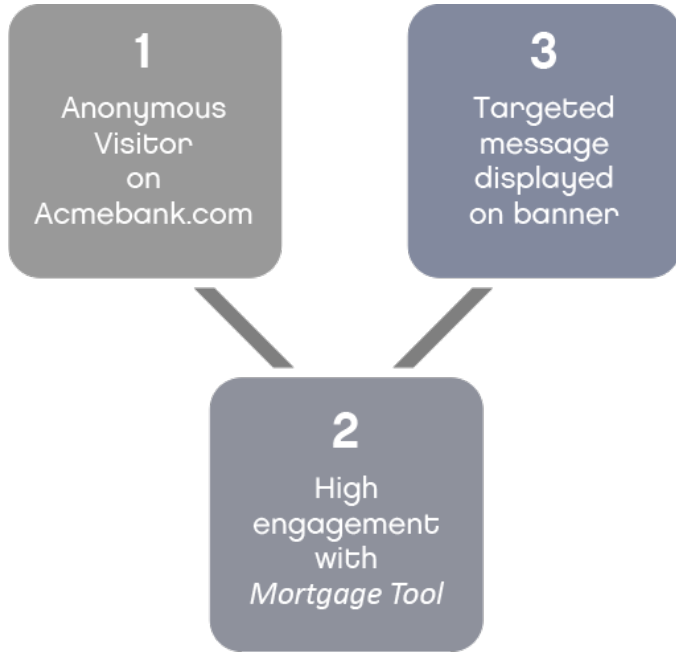 1
Anonymous
Visitor
on
Acmebank.com
2
High
engagement
with
Mortgage Tool
3
Targeted
message
displayed
on banner